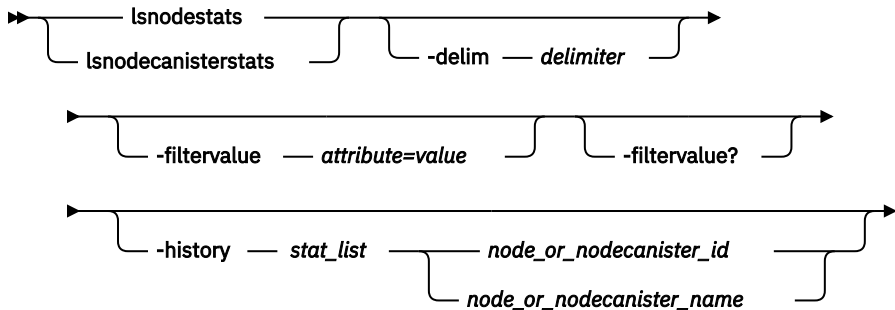 lsnodestats
lsnodecanisterstats
-delim delimiter
-filtervalue attribute=value -filtervalue?
-history stat_list node_or_nodecanister_id
node_or_nodecanister_name